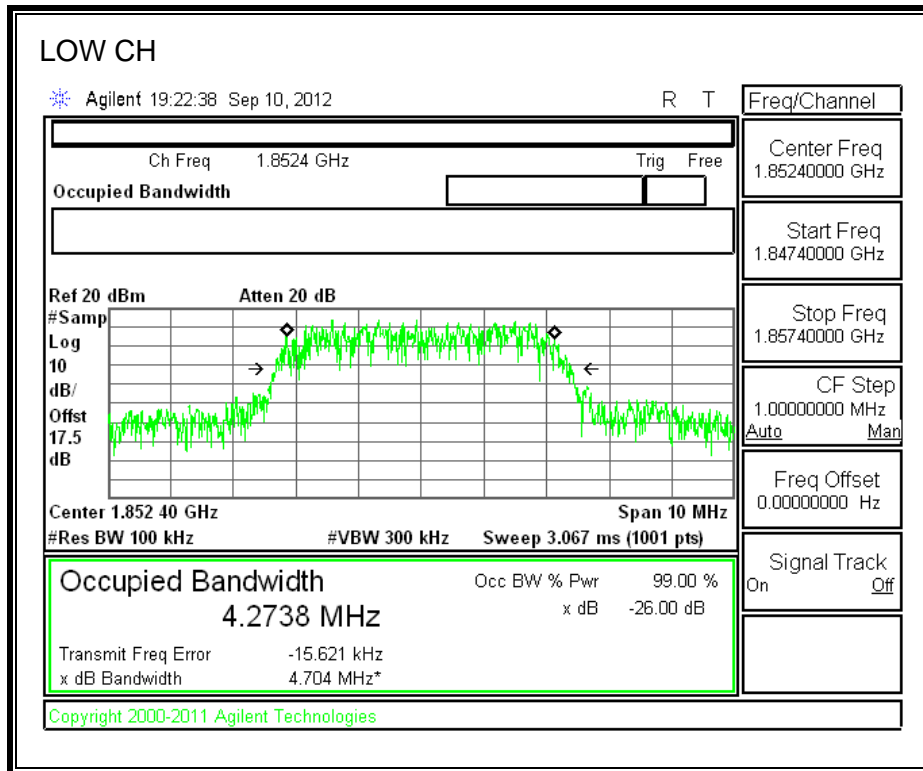 LOW CH
Agilent 19:22:38 Sep 10, 2012 R T
Freq/Channel
Ch Freq 1.8524 GHz Trig Free
Occupied Bandwidth
Center Freq
1.85240000 GHz
Start Freq
1.84740000 GHz
Stop Freq
1.85740000 GHz
CF Step
1.00000000 MHz
Auto Man
Freq Offset
0.00000000 Hz
Signal Track
On Off
Ref 20 dBm Atten 20 dB
#Samp
Log
10
dB/
Offst
17.5
dB
Center 1.852 40 GHz Span 10 MHz
#Res BW 100 kHz #VBW 300 kHz Sweep 3.067 ms (1001 pts)
Occupied Bandwidth Occ BW % Pwr 99.00 %
4.2738 MHz x dB -26.00 dB
Transmit Freq Error -15.621 kHz
x dB Bandwidth 4.704 MHz*
Copyright 2000-2011 Agilent Technologies